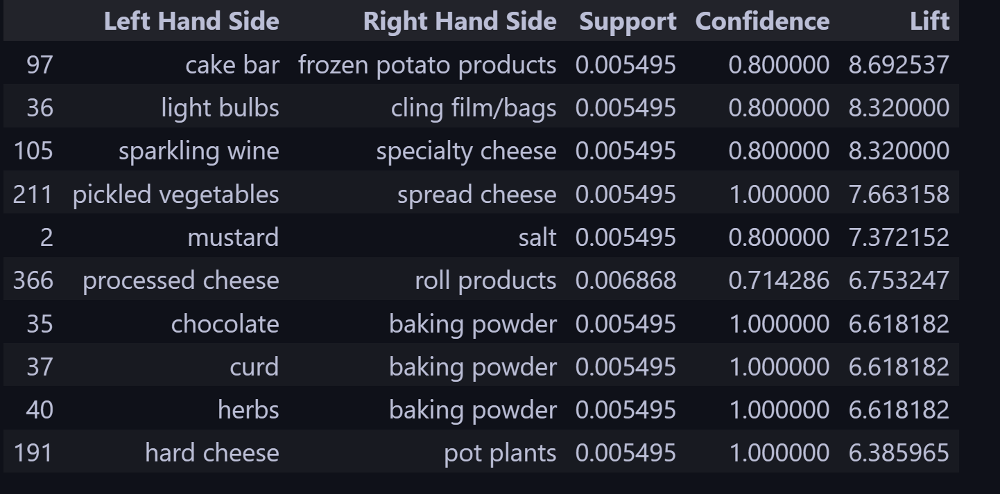 Left Hand Side Right Hand Side Support Confidence Lift
97 cake bar frozen potato products 0.005495 0.800000 8.692537
36 light bulbs cling film/bags 0.005495 0.800000 8.320000
105 sparkling wine specialty cheese 0.005495 0.800000 8.320000
211 pickled vegetables spread cheese 0.005495 1.000000 7.663158
2 mustard salt 0.005495 0.800000 7.372152
366 processed cheese roll products 0.006868 0.714286 6.753247
35 chocolate baking powder 0.005495 1.000000 6.618182
37 curd baking powder 0.005495 1.000000 6.618182
40 herbs baking powder 0.005495 1.000000 6.618182
191 hard cheese pot plants 0.005495 1.000000 6.385965